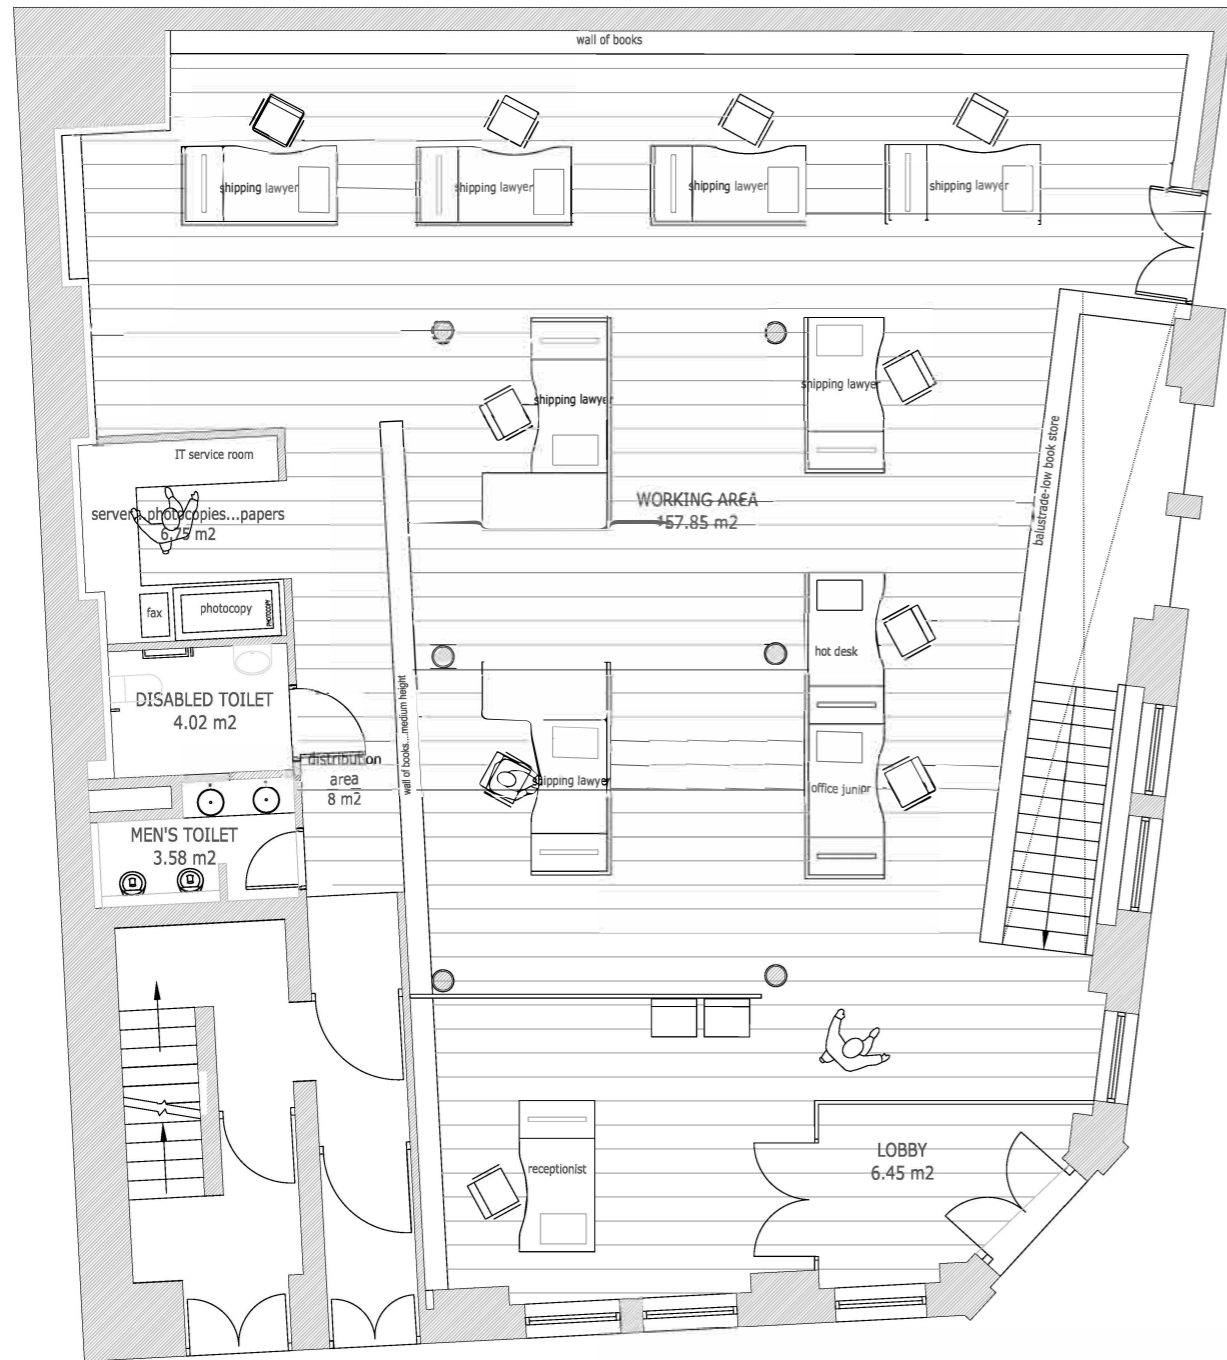 wall of books
shipping lawyer
shipping lawyer
shipping lawyer
shipping lawyer
shipping lawyer
shipping lawyer
balustrade-low book store
IT service room
WORKING AREA
157.85 m2
server photocopies...papers
6.75 m2
fax
photocopy
PHOTOCOPY
hot desk
DISABLED TOILET
4.02 m2
wall of books...medium height
distribution
area
8 m2
shipping lawyer
office junior
MEN'S TOILET
3.58 m2
receptionist
LOBBY
6.45 m2